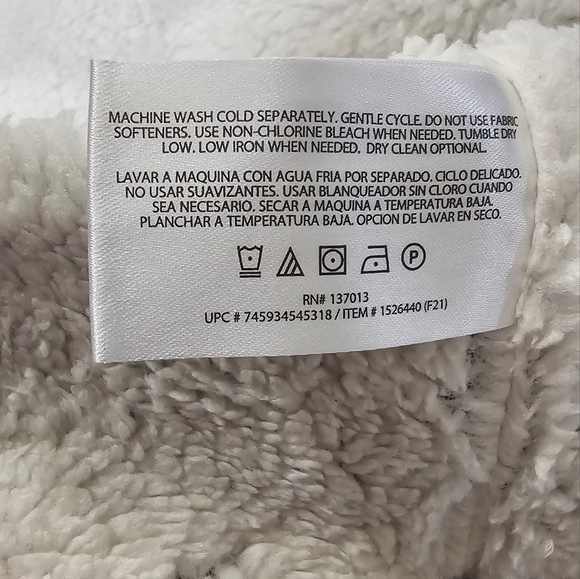 MACHINE WASH COLD SEPARATELY. GENTLE CYCLE. DO NOT USE FABRIC
SOFTENERS. USE NON-CHLORINE BLEACH WHEN NEEDED. TUMBLE DRY
LOW. LOW IRON WHEN NEEDED. DRY CLEAN OPTIONAL.
LAVAR A MAQUINA CON AGUA FRIA POR SEPARADO. CICLO DELICADO.
NO USAR SUAVIZANTES. USAR BLANQUEADOR SIN CLORO CUANDO
SEA NECESARIO. SECAR A MAQUINA A TEMPERATURA BAJA.
PLANCHAR A TEMPERATURA BAJA. OPCION DE LAVAR EN SECO.
P
RN# 137013
UPC # 745934545318 / ITEM # 1526440 (F21)